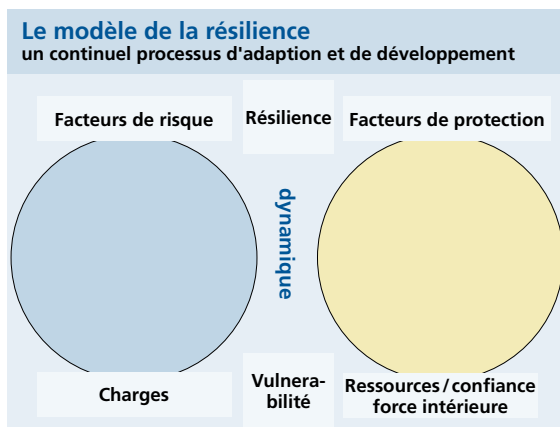 Le modèle de la résilience
un continuel processus d'adaption et de développement
Facteurs de risque
Résilience
Facteurs de protection
dynamique
Charges
Vulnera-
bilité
Ressources / confiance
force intérieure